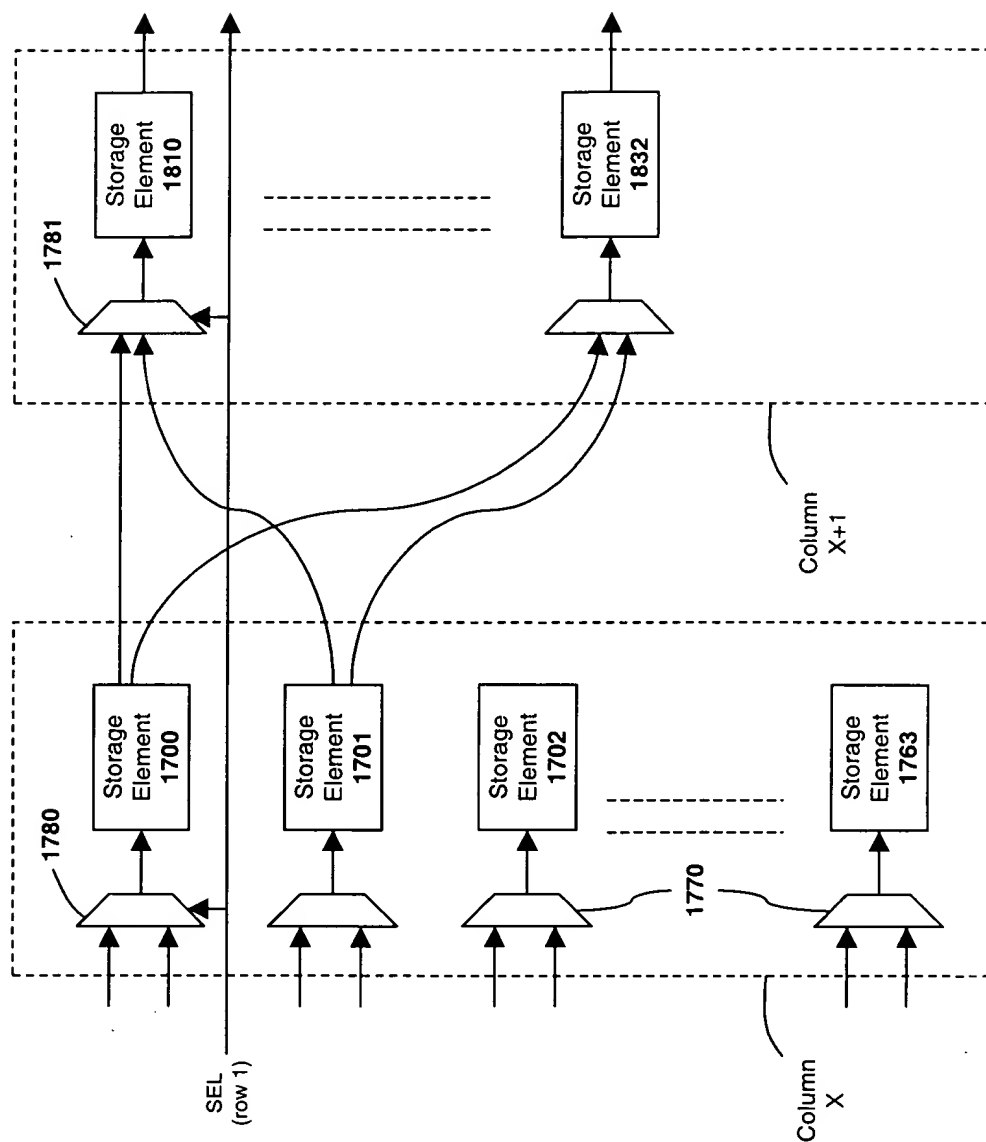 1780
Storage
Element
1700
SEL
(row 1)
Storage
Element
1701
Storage
Element
1702
1770
Storage
Element
1763
Column
X
1781
Storage
Element
1810
Storage
Element
1832
Column
X+1